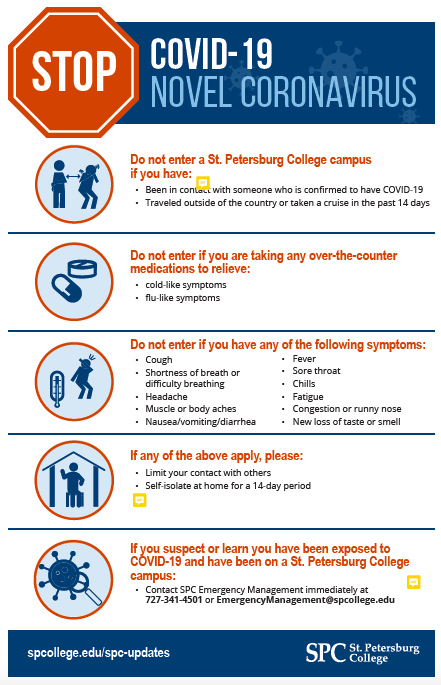 STOP
COVID-19
NOVEL CORONAVIRUS
Do not enter a St. Petersburg College campus
if you have:
• Been in contact with someone who is confirmed to have COVID-19
• Traveled outside of the country or taken a cruise in the past 14 days
Do not enter if you are taking any over-the-counter
medications to relieve:
• cold-like symptoms
• flu-like symptoms
Do not enter if you have any of the following symptoms:
• Cough
• Shortness of breath or
difficulty breathing
• Headache
• Muscle or body aches
• Nausea/vomiting/diarrhea
• Fever
• Sore throat
• Chills
• Fatigue
• Congestion or runny nose
• New loss of taste or smell
If any of the above apply, please:
• Limit your contact with others
• Self-isolate at home for a 14-day period
If you suspect or learn you have been exposed to
COVID-19 and have been on a St. Petersburg College
campus:
• Contact SPC Emergency Management immediately at
727-341-4501 or EmergencyManagement@spcollege.edu
spcollege.edu/spc-updates
SPC St. Petersburg
College